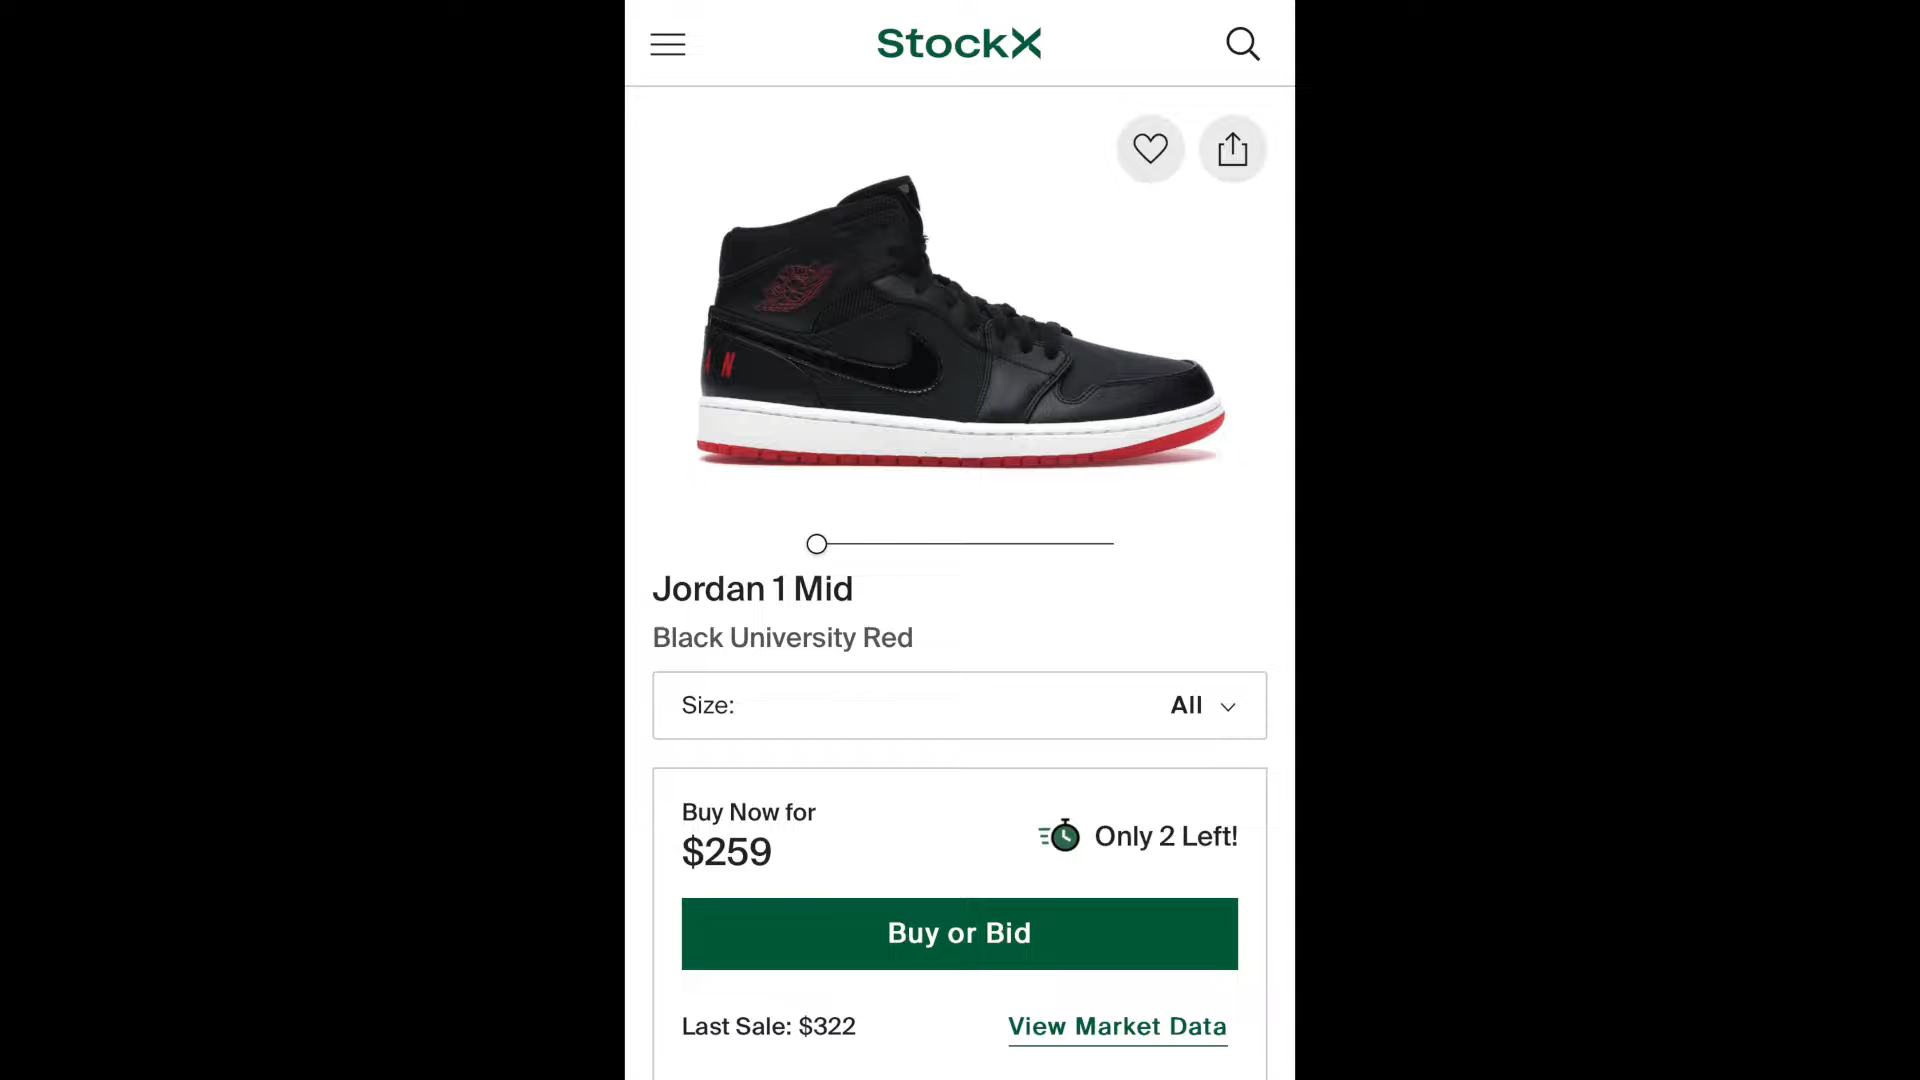 StockX
A N
Jordan 1 Mid
Black University Red
Size:
All
Buy Now for
$259
Only 2 Left!
Buy or Bid
Last Sale: $322
View Market Data